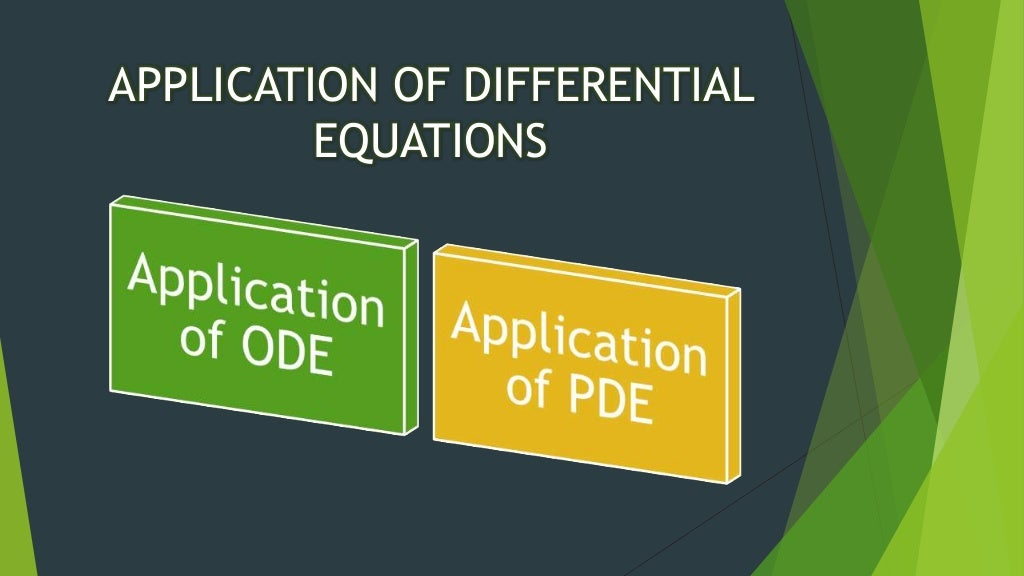 APPLICATION OF DIFFERENTIAL
EQUATIONS
Application
of ODE
Application
of PDE